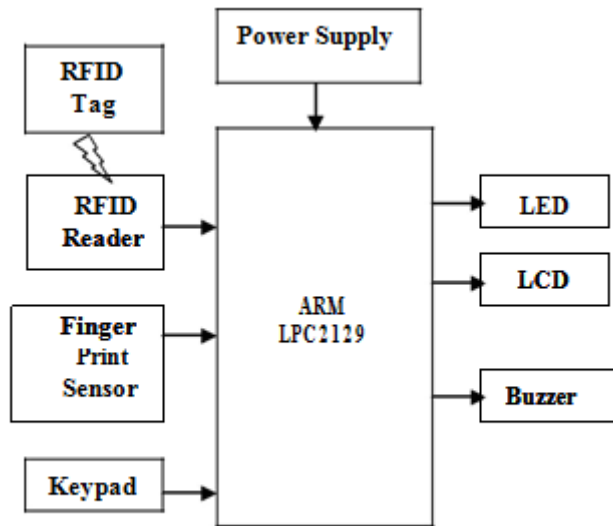 Power Supply
RFID
Tag
RFID
Reader
Finger
Print
Sensor
Keypad
ARM
LPC2129
LED
LCD
Buzzer